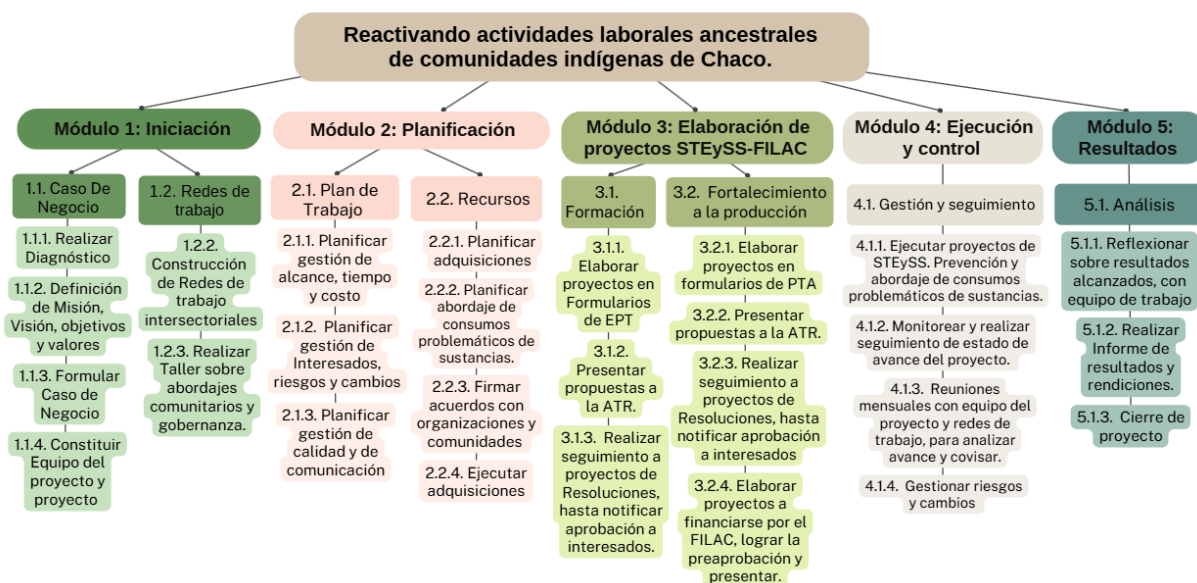 Reactivando actividades laborales ancestrales
de comunidades indígenas de Chaco.
Módulo 1: Iniciación
1.1. Caso De
Negocio
1.1.1. Realizar
Diagnóstico
1.1.2. Definición
de Misión,
Visión, objetivos
y valores
1.1.3. Formular
Caso de
Negocio
1.1.4. Constituir
Equipo del
proyecto y
proyecto
1.2. Redes de
trabajo
1.2.2.
Construcción
de Redes de
trabajo
intersectoriales
1.2.3. Realizar
Taller sobre
abordajes
comunitarios y
gobernanza.
Módulo 2: Planificación
2.1. Plan de
Trabajo
2.1.1. Planificar
gestión de
alcance, tiempo
y costo
2.1.2. Planificar
gestión de
Interesados,
riesgos y cambios
2.1.3. Planificar
gestión de
calidad y de
comunicación
2.2. Recursos
2.2.1. Planificar
adquisiciones
2.2.2. Planificar
abordaje de
consumos
problemáticos de
sustancias.
2.2.3. Firmar
acuerdos con
organizaciones y
comunidades
2.2.4. Ejecutar
adquisiciones
Módulo 3: Elaboración de
proyectos STEySS-FILAC
3.1.
Formación
3.1.1.
Elaborar
proyectos en
Formularios
de EPT
3.1.2.
Presentar
propuestas a
la ATR.
3.1.3. Realizar
seguimiento a
proyectos de
Resoluciones,
hasta notificar
aprobación a
interesados.
3.2. Fortalecimiento
a la producción
3.2.1. Elaborar
proyectos en
formularios de PTA
3.2.2. Presentar
propuestas a la ATR.
3.2.3. Realizar
seguimiento a
proyectos de
Resoluciones, hasta
notificar aprobación
a interesados
3.2.4. Elaborar
proyectos a
financiarse por el
FILAC, lograr la
preaprobación y
presentar.
Módulo 4: Ejecución
y control
4.1. Gestión y seguimiento
4.1.1. Ejecutar proyectos de
STEySS. Prevención y
abordaje de consumos
problemáticos de sustancias.
4.1.2. Monitorear y realizar
seguimiento de estado de
avance del proyecto.
4.1.3. Reuniones
mensuales con equipo del
proyecto y redes de
trabajo, para analizar
avance y covisar.
4.1.4. Gestionar riesgos
y cambios
Módulo 5:
Resultados
5.1. Análisis
5.1.1. Reflexionar
sobre resultados
alcanzados, con
equipo de trabajo
5.1.2. Realizar
Informe de
resultados y
rendiciones.
5.1.3. Cierre de
proyecto